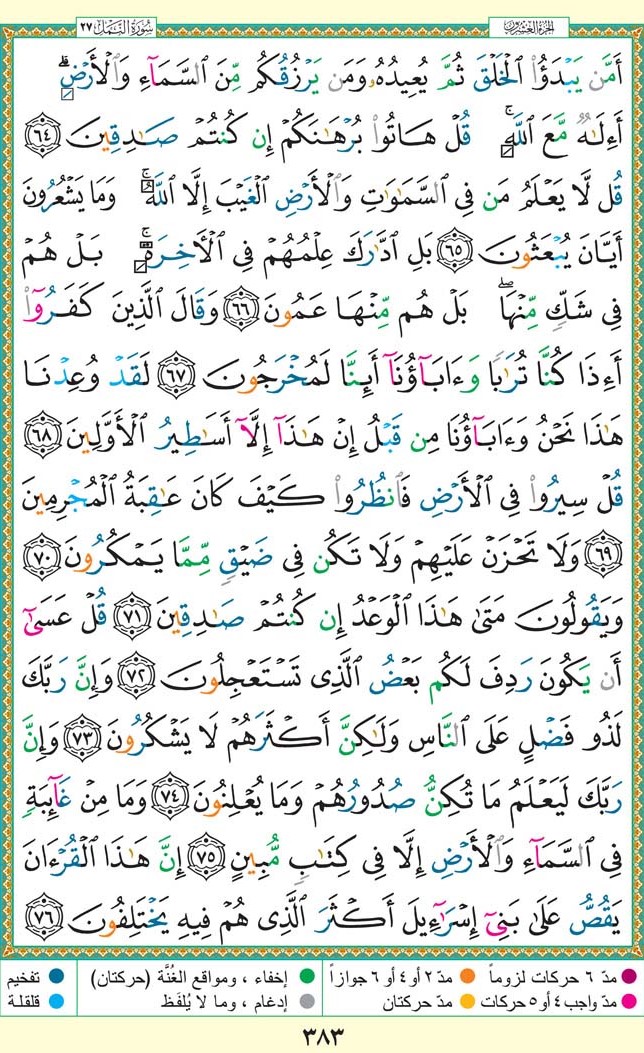 الجزء العشرون
سورة النمل ٢٧
أَمَّن يَبْدَؤُا۟ ٱلْخَلْقَ ثُمَّ يُعِيدُهُۥ وَمَن يَرْزُقُكُم مِّنَ ٱلسَّمَآءِ وَٱلْأَرْضِ ۗ
أَءِلَـٰهٌ مَّعَ ٱللَّهِ ۚ قُلْ هَاتُوا۟ بُرْهَـٰنَكُمْ إِن كُنتُمْ صَـٰدِقِينَ ٦٤
قُل لَّا يَعْلَمُ مَن فِى ٱلسَّمَـٰوَٰتِ وَٱلْأَرْضِ ٱلْغَيْبَ إِلَّا ٱللَّهُ ۚ وَمَا يَشْعُرُونَ
أَيَّانَ يُبْعَثُونَ ٦٥ بَلِ ٱدَّٰرَكَ عِلْمُهُمْ فِى ٱلْـَٔاخِرَةِ ۚ بَلْ هُمْ
فِى شَكٍّ مِّنْهَا ۖ بَلْ هُم مِّنْهَا عَمُونَ ٦٦ وَقَالَ ٱلَّذِينَ كَفَرُوٓا۟
أَءِذَا كُنَّا تُرَٰبًا وَءَابَآؤُنَآ أَئِنَّا لَمُخْرَجُونَ ٦٧ لَقَدْ وُعِدْنَا
هَـٰذَا نَحْنُ وَءَابَآؤُنَا مِن قَبْلُ إِنْ هَـٰذَآ إِلَّآ أَسَـٰطِيرُ ٱلْأَوَّلِينَ ٦٨
قُلْ سِيرُوا۟ فِى ٱلْأَرْضِ فَٱنظُرُوا۟ كَيْفَ كَانَ عَـٰقِبَةُ ٱلْمُجْرِمِينَ
٦٩ وَلَا تَحْزَنْ عَلَيْهِمْ وَلَا تَكُن فِى ضَيْقٍ مِّمَّا يَمْكُرُونَ ٧٠
وَيَقُولُونَ مَتَىٰ هَـٰذَا ٱلْوَعْدُ إِن كُنتُمْ صَـٰدِقِينَ ٧١ قُلْ عَسَىٰٓ
أَن يَكُونَ رَدِفَ لَكُم بَعْضُ ٱلَّذِى تَسْتَعْجِلُونَ ٧٢ وَإِنَّ رَبَّكَ
لَذُو فَضْلٍ عَلَى ٱلنَّاسِ وَلَـٰكِنَّ أَكْثَرَهُمْ لَا يَشْكُرُونَ ٧٣ وَإِنَّ
رَبَّكَ لَيَعْلَمُ مَا تُكِنُّ صُدُورُهُمْ وَمَا يُعْلِنُونَ ٧٤ وَمَا مِنْ غَآئِبَةٍ
فِى ٱلسَّمَآءِ وَٱلْأَرْضِ إِلَّا فِى كِتَـٰبٍ مُّبِينٍ ٧٥ إِنَّ هَـٰذَا ٱلْقُرْءَانَ
يَقُصُّ عَلَىٰ بَنِىٓ إِسْرَٰٓءِيلَ أَكْثَرَ ٱلَّذِى هُمْ فِيهِ يَخْتَلِفُونَ ٧٦
مدّ ٦ حركات لزوماً مدّ ٢ أو ٤ أو ٦ جوازاً إخفاء ، ومواقع الغُنَّة (حركتان) تفخيم
مدّ واجب ٤ أو ٥ حركات مدّ حركتان إدغام ، وما لا يُلفَظ قلقلة
٣٨٣